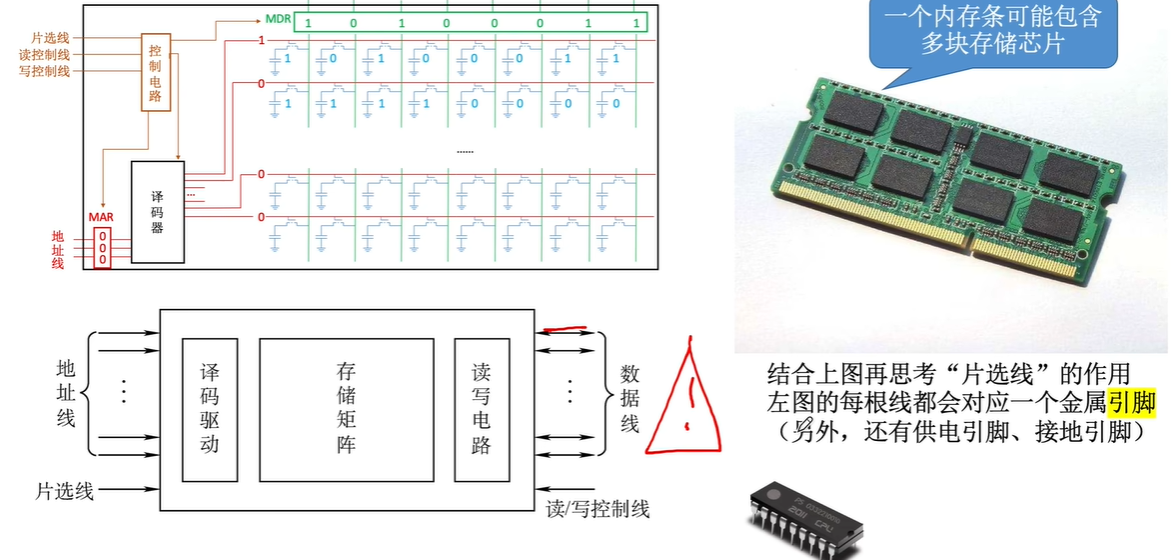 MDR 1 0 1 0 0 0 1 1
片选线
读控制线
写控制线
控制电路
1
1 0 1 0 0 0 1 1
0
1 1 1 1 0 0 0 0
......
0
...
译码器
MAR
0
0
0
0
地址线
一个内存条可能包含
多块存储芯片
地址线
译码驱动
存储矩阵
读写电路
数据线
片选线
读/写控制线
结合上图再思考“片选线”的作用
左图的每根线都会对应一个金属引脚
（另外，还有供电引脚、接地引脚）
2011 CPU